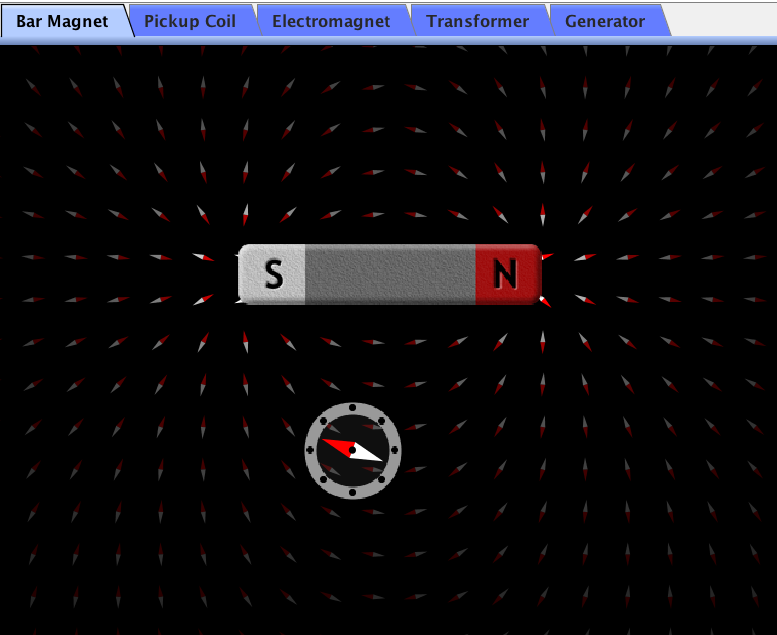 Bar Magnet Pickup Coil Electromagnet Transformer Generator
S N